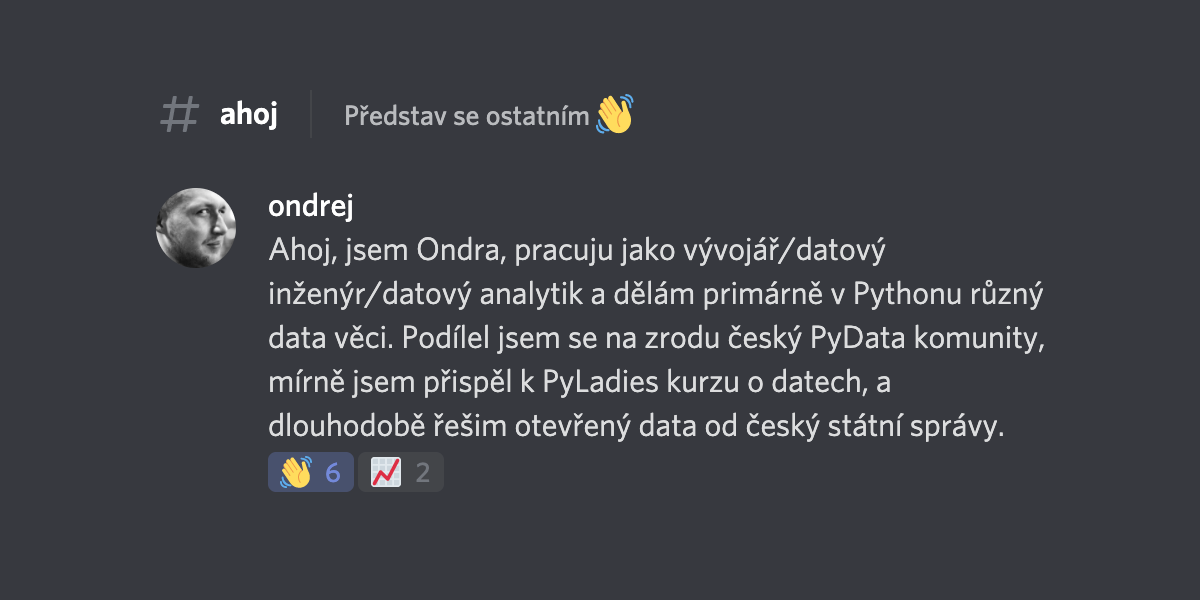 # ahoj Představ se ostatním 👋
ondrej
Ahoj, jsem Ondra, pracuju jako vývojář/datový
inženýr/datový analytik a dělám primárně v Pythonu různý
data věci. Podílel jsem se na zrodu český PyData komunity,
mírně jsem přispěl k PyLadies kurzu o datech, a
dlouhodobě řešim otevřený data od český státní správy.
👋 6 📈 2